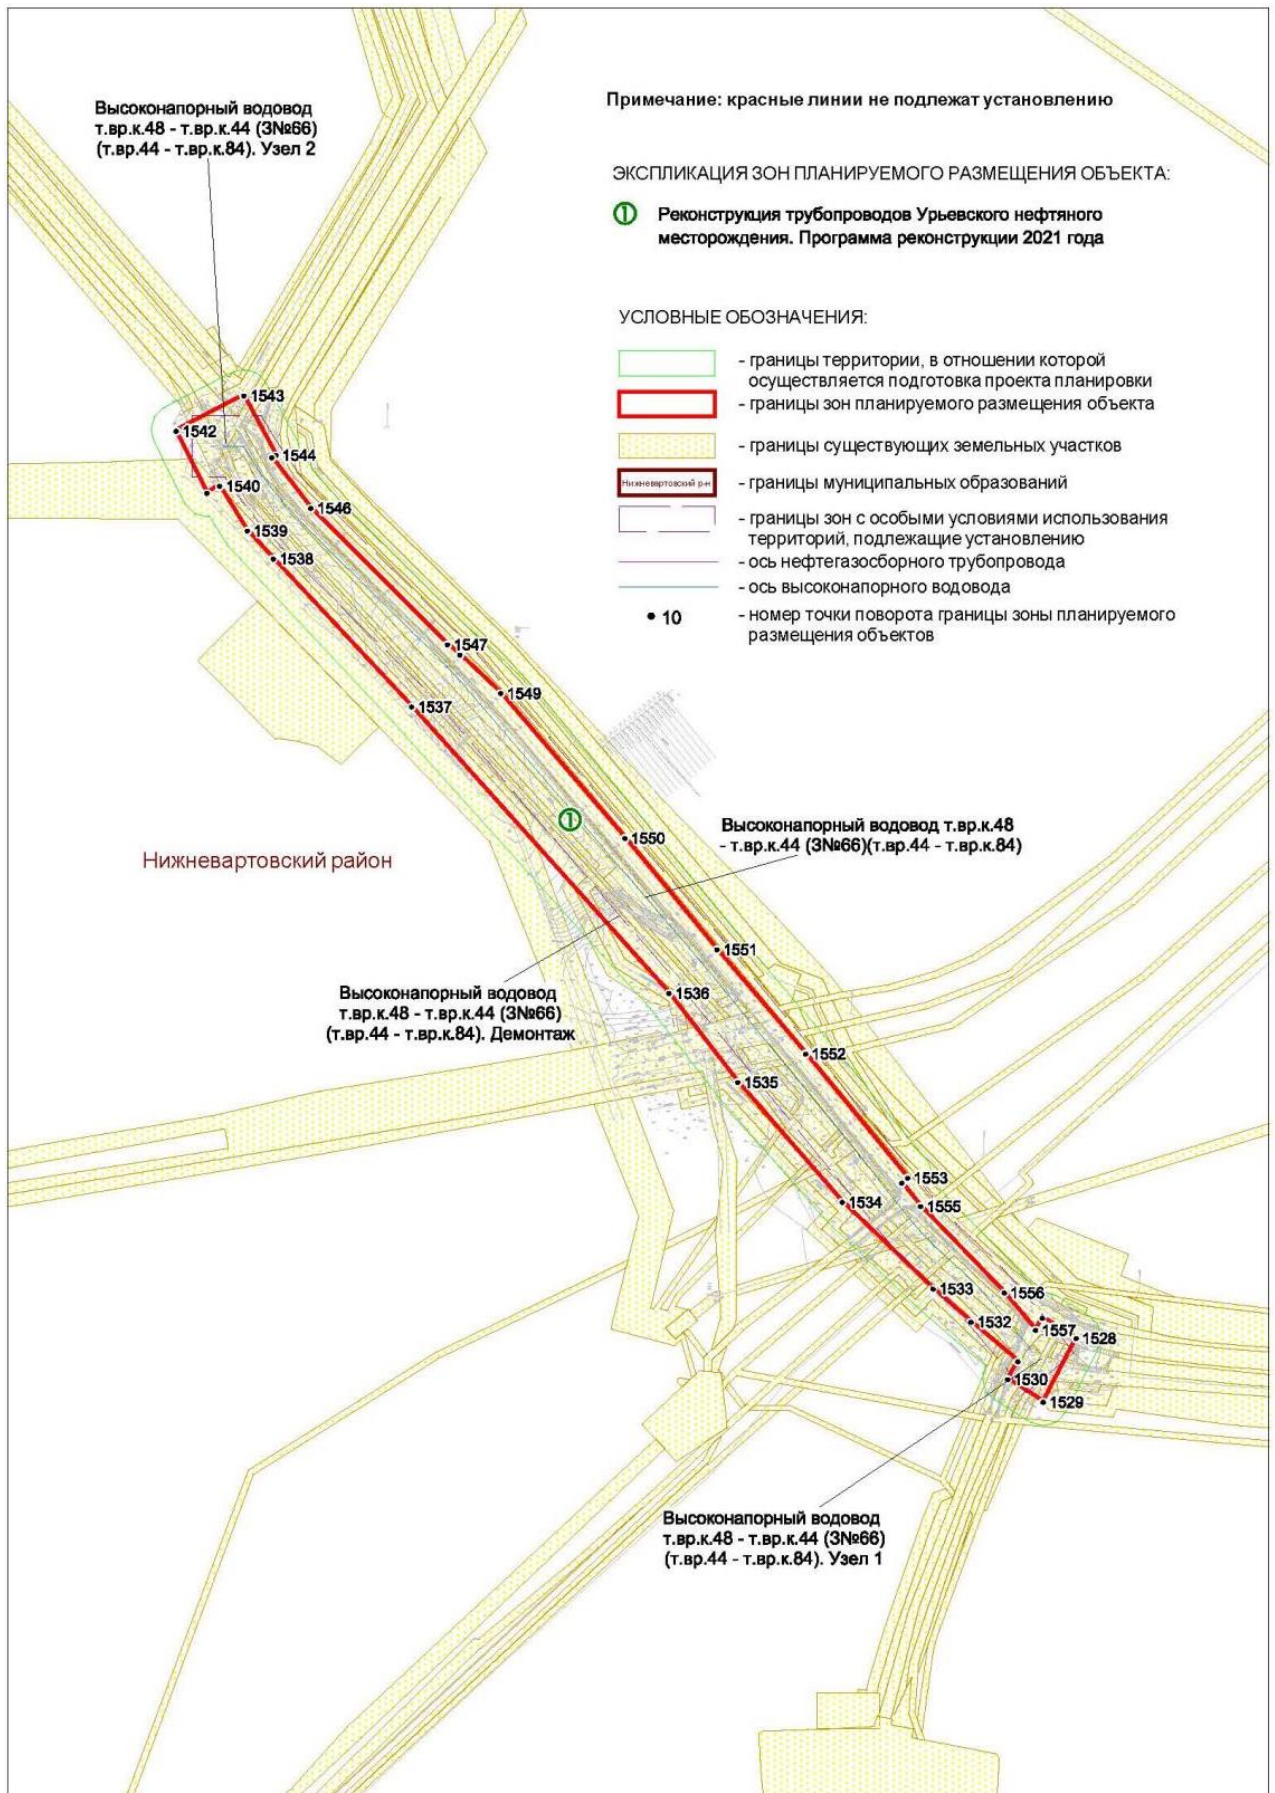 Высоконапорный водовод
т.вр.к.48 - т.вр.к.44 (ЗN№66)
(т.вр.44 - т.вр.к.84). Узел 2
Примечание: красные линии не подлежат установлению
ЭКСПЛИКАЦИЯ ЗОН ПЛАНИРУЕМОГО РАЗМЕЩЕНИЯ ОБЪЕКТА:
1 Реконструкция трубопроводов Урьевского нефтяного
месторождения. Программа реконструкции 2021 года
УСЛОВНЫЕ ОБОЗНАЧЕНИЯ:
- границы территории, в отношении которой
осуществляется подготовка проекта планировки
- границы зон планируемого размещения объекта
- границы существующих земельных участков
Нижневартовский р-н - границы муниципальных образований
- границы зон с особыми условиями использования
территорий, подлежащие установлению
- ось нефтегазосборного трубопровода
- ось высоконапорного водовода
10 - номер точки поворота границы зоны планируемого
размещения объектов
1543
1542
1544
1540
1546
1539
1538
1547
1549
1537
1
1550
Высоконапорный водовод т.вр.к.48
- т.вр.к.44 (З№66)(т.вр.44 - т.вр.к.84)
Нижневартовский район
1551
1536
Высоконапорный водовод
т.вр.к.48 - т.вр.к.44 (З№66)
(т.вр.44 - т.вр.к.84). Демонтаж
1552
1535
1553
1534
1555
1533
1556
1532
1557
1528
1530
1529
Высоконапорный водовод
т.вр.к.48 - т.вр.к.44 (З№66)
(т.вр.44 - т.вр.к.84). Узел 1